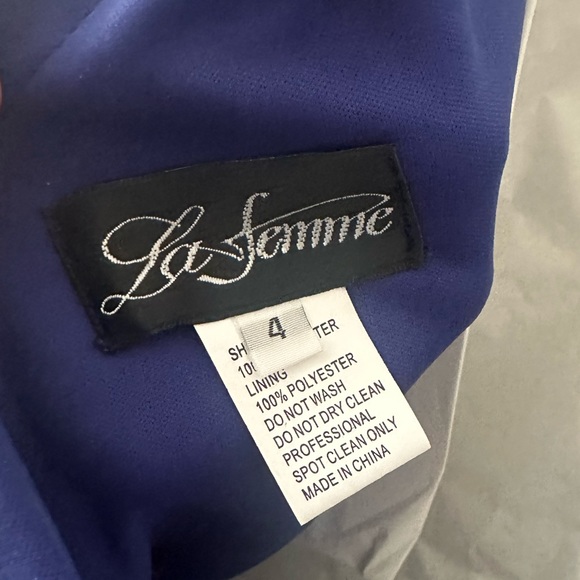 La Femme
4
LINING
100% POLYESTER
DO NOT WASH
DO NOT DRY CLEAN
PROFESSIONAL
SPOT CLEAN ONLY
MADE IN CHINA